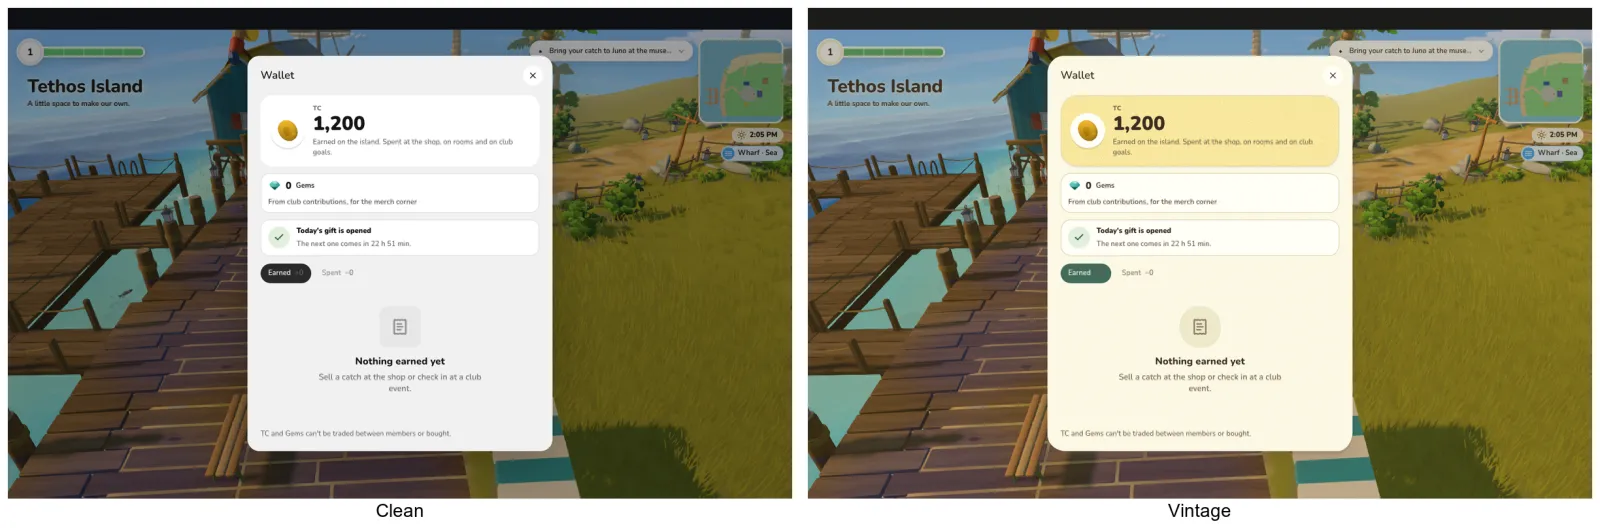 1
Bring your catch to Juno at the muse...
Tethos Island
A little space to make our own.
2:05 PM
Wharf · Sea
Wallet
TC
1,200
Earned on the island. Spent at the shop, on rooms and on club
goals.
0 Gems
From club contributions, for the merch corner
Today's gift is opened
The next one comes in 22 h 51 min.
Earned +0 Spent −0
Nothing earned yet
Sell a catch at the shop or check in at a club
event.
TC and Gems can't be traded between members or bought.
Clean
1
Bring your catch to Juno at the muse...
Tethos Island
A little space to make our own.
2:05 PM
Wharf · Sea
Wallet
TC
1,200
Earned on the island. Spent at the shop, on rooms and on club
goals.
0 Gems
From club contributions, for the merch corner
Today's gift is opened
The next one comes in 22 h 51 min.
Earned Spent −0
Nothing earned yet
Sell a catch at the shop or check in at a club
event.
TC and Gems can't be traded between members or bought.
Vintage